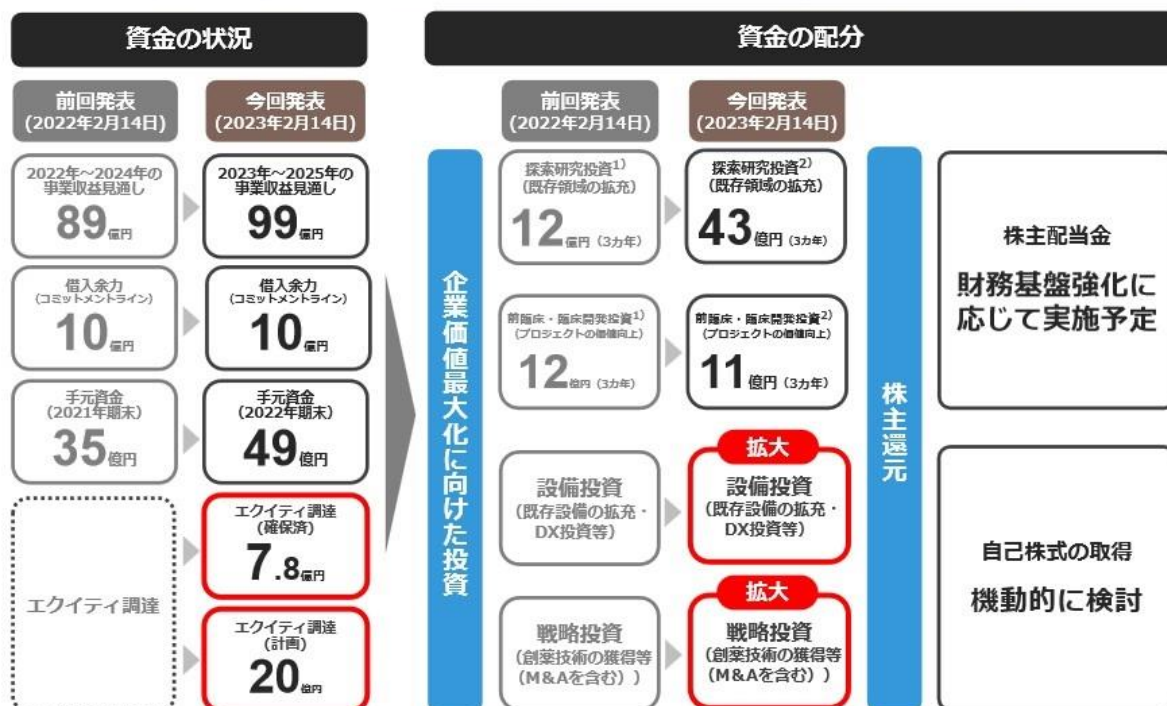 資金の状況
前回発表
(2022年2月14日)
今回発表
(2023年2月14日)
2022年～2024年の
事業収益見通し
89億円
2023年～2025年の
事業収益見通し
99億円
借入余力
(コミットメントライン)
10億円
借入余力
(コミットメントライン)
10億円
手元資金
(2021年期末)
35億円
手元資金
(2022年期末)
49億円
エクイティ調達
エクイティ調達
(確保済)
7.8億円
エクイティ調達
(計画)
20億円
資金の配分
企業価値最大化に向けた投資
前回発表
(2022年2月14日)
今回発表
(2023年2月14日)
探索研究投資1)
(既存領域の拡充)
12億円（3カ年）
探索研究投資2)
(既存領域の拡充)
43億円（3カ年）
前臨床・臨床開発投資1)
(プロジェクトの価値向上)
12億円（3カ年）
前臨床・臨床開発投資2)
(プロジェクトの価値向上)
11億円（3カ年）
設備投資
(既存設備の拡充・
DX投資等)
拡大
設備投資
(既存設備の拡充・
DX投資等)
戦略投資
(創薬技術の獲得等
(M&Aを含む))
拡大
戦略投資
(創薬技術の獲得等
(M&Aを含む))
株主還元
株主配当金
財務基盤強化に
応じて実施予定
自己株式の取得
機動的に検討